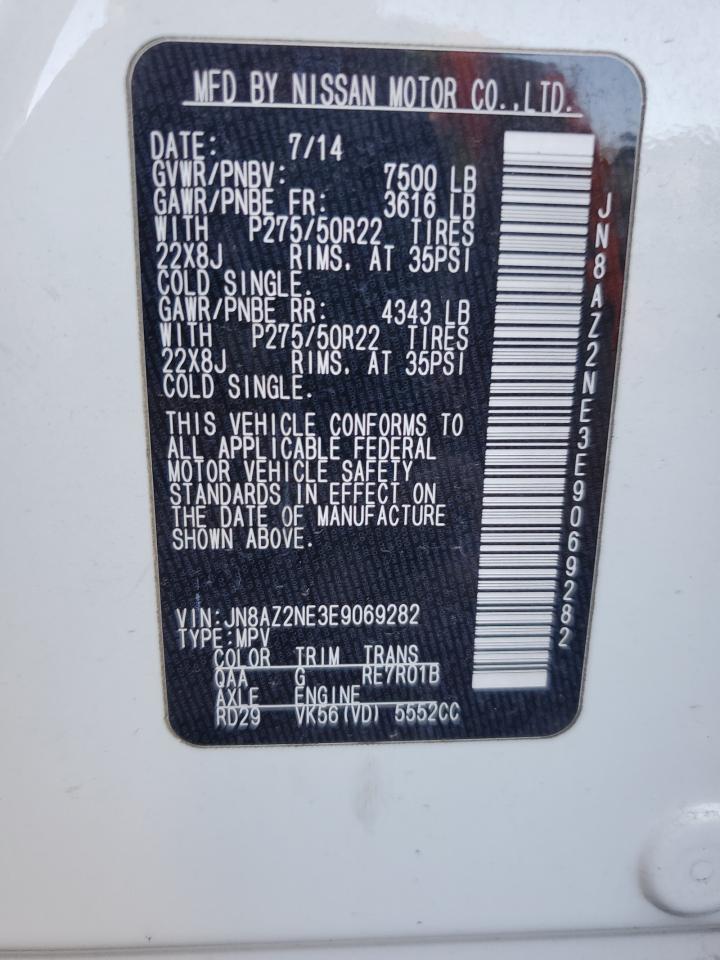 MFD BY NISSAN MOTOR CO.,LTD.
DATE: 7/14
GVWR/PNBV: 7500 LB
GAWR/PNBE FR: 3616 LB
WITH P275/50R22 TIRES
22X8J RIMS. AT 35PSI
COLD SINGLE.
GAWR/PNBE RR: 4343 LB
WITH P275/50R22 TIRES
22X8J RIMS. AT 35PSI
COLD SINGLE.
THIS VEHICLE CONFORMS TO
ALL APPLICABLE FEDERAL
MOTOR VEHICLE SAFETY
STANDARDS IN EFFECT ON
THE DATE OF MANUFACTURE
SHOWN ABOVE.
VIN:JN8AZ2NE3E9069282
TYPE:MPV
COLOR TRIM TRANS
QAA G RE7R01B
AXLE ENGINE
RD29 VK56(VD) 5552CC
JN8AZ2NE3E9069282